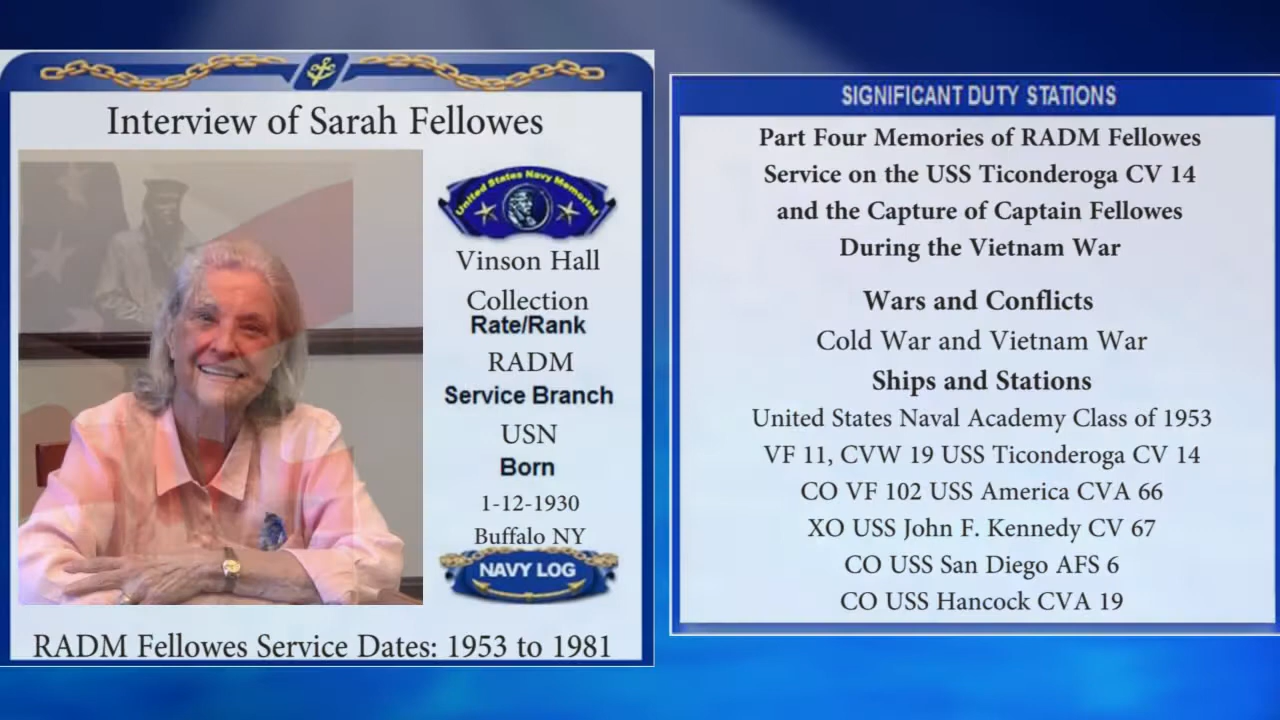 Interview of Sarah Fellowes
United States Navy Memorial
Vinson Hall
Collection
Rate/Rank
RADM
Service Branch
USN
Born
1-12-1930
Buffalo NY
NAVY LOG
RADM Fellowes Service Dates: 1953 to 1981
SIGNIFICANT DUTY STATIONS
Part Four Memories of RADM Fellowes
Service on the USS Ticonderoga CV 14
and the Capture of Captain Fellowes
During the Vietnam War
Wars and Conflicts
Cold War and Vietnam War
Ships and Stations
United States Naval Academy Class of 1953
VF 11, CVW 19 USS Ticonderoga CV 14
CO VF 102 USS America CVA 66
XO USS John F. Kennedy CV 67
CO USS San Diego AFS 6
CO USS Hancock CVA 19